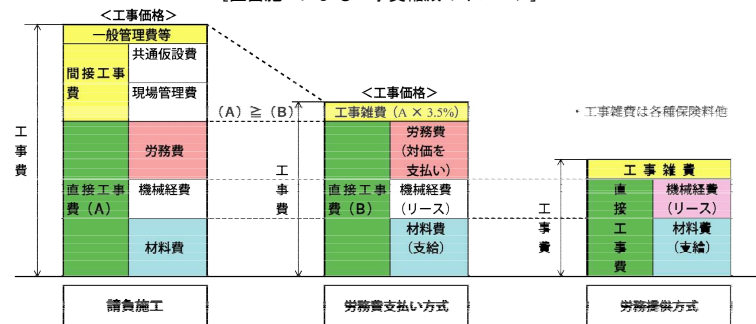 <工事価格>
一般管理費等
間接工事費
共通仮設費
現場管理費
直接工事費（A）
労務費
機械経費
材料費
工事費
請負施工
（A）≧（B）
<工事価格>
工事雑費（A × 3.5%）
直接工事費（B）
労務費
（対価を
支払い）
機械経費
（リース）
材料費
（支給）
工事費
労務費支払い方式
・工事雑費は各種保険料他
工事雑費
直接工事費
機械経費
（リース）
材料費
（支給）
工事費
労務提供方式